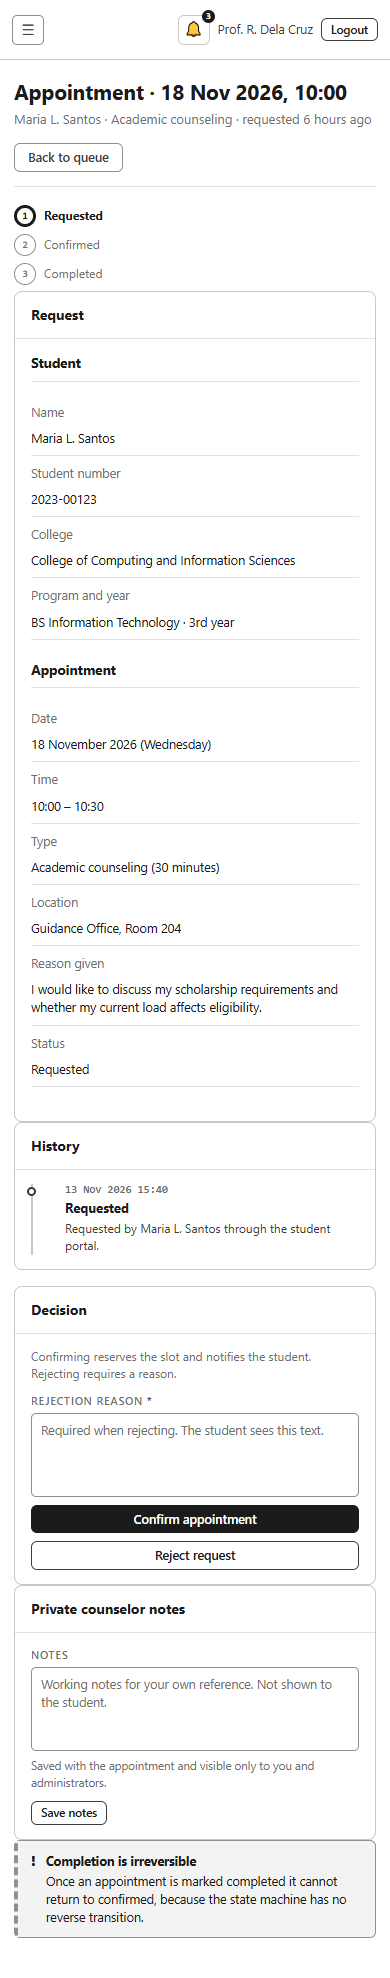 ☰
3
Prof. R. Dela Cruz
Logout
Appointment · 18 Nov 2026, 10:00
Maria L. Santos · Academic counseling · requested 6 hours ago
Back to queue
1 Requested
2 Confirmed
3 Completed
Request
Student
Name
Maria L. Santos
Student number
2023-00123
College
College of Computing and Information Sciences
Program and year
BS Information Technology · 3rd year
Appointment
Date
18 November 2026 (Wednesday)
Time
10:00 – 10:30
Type
Academic counseling (30 minutes)
Location
Guidance Office, Room 204
Reason given
I would like to discuss my scholarship requirements and
whether my current load affects eligibility.
Status
Requested
History
13 Nov 2026 15:40
Requested
Requested by Maria L. Santos through the student
portal.
Decision
Confirming reserves the slot and notifies the student.
Rejecting requires a reason.
REJECTION REASON *
Required when rejecting. The student sees this text.
Confirm appointment
Reject request
Private counselor notes
NOTES
Working notes for your own reference. Not shown to
the student.
Saved with the appointment and visible only to you and
administrators.
Save notes
! Completion is irreversible
Once an appointment is marked completed it cannot
return to confirmed, because the state machine has no
reverse transition.